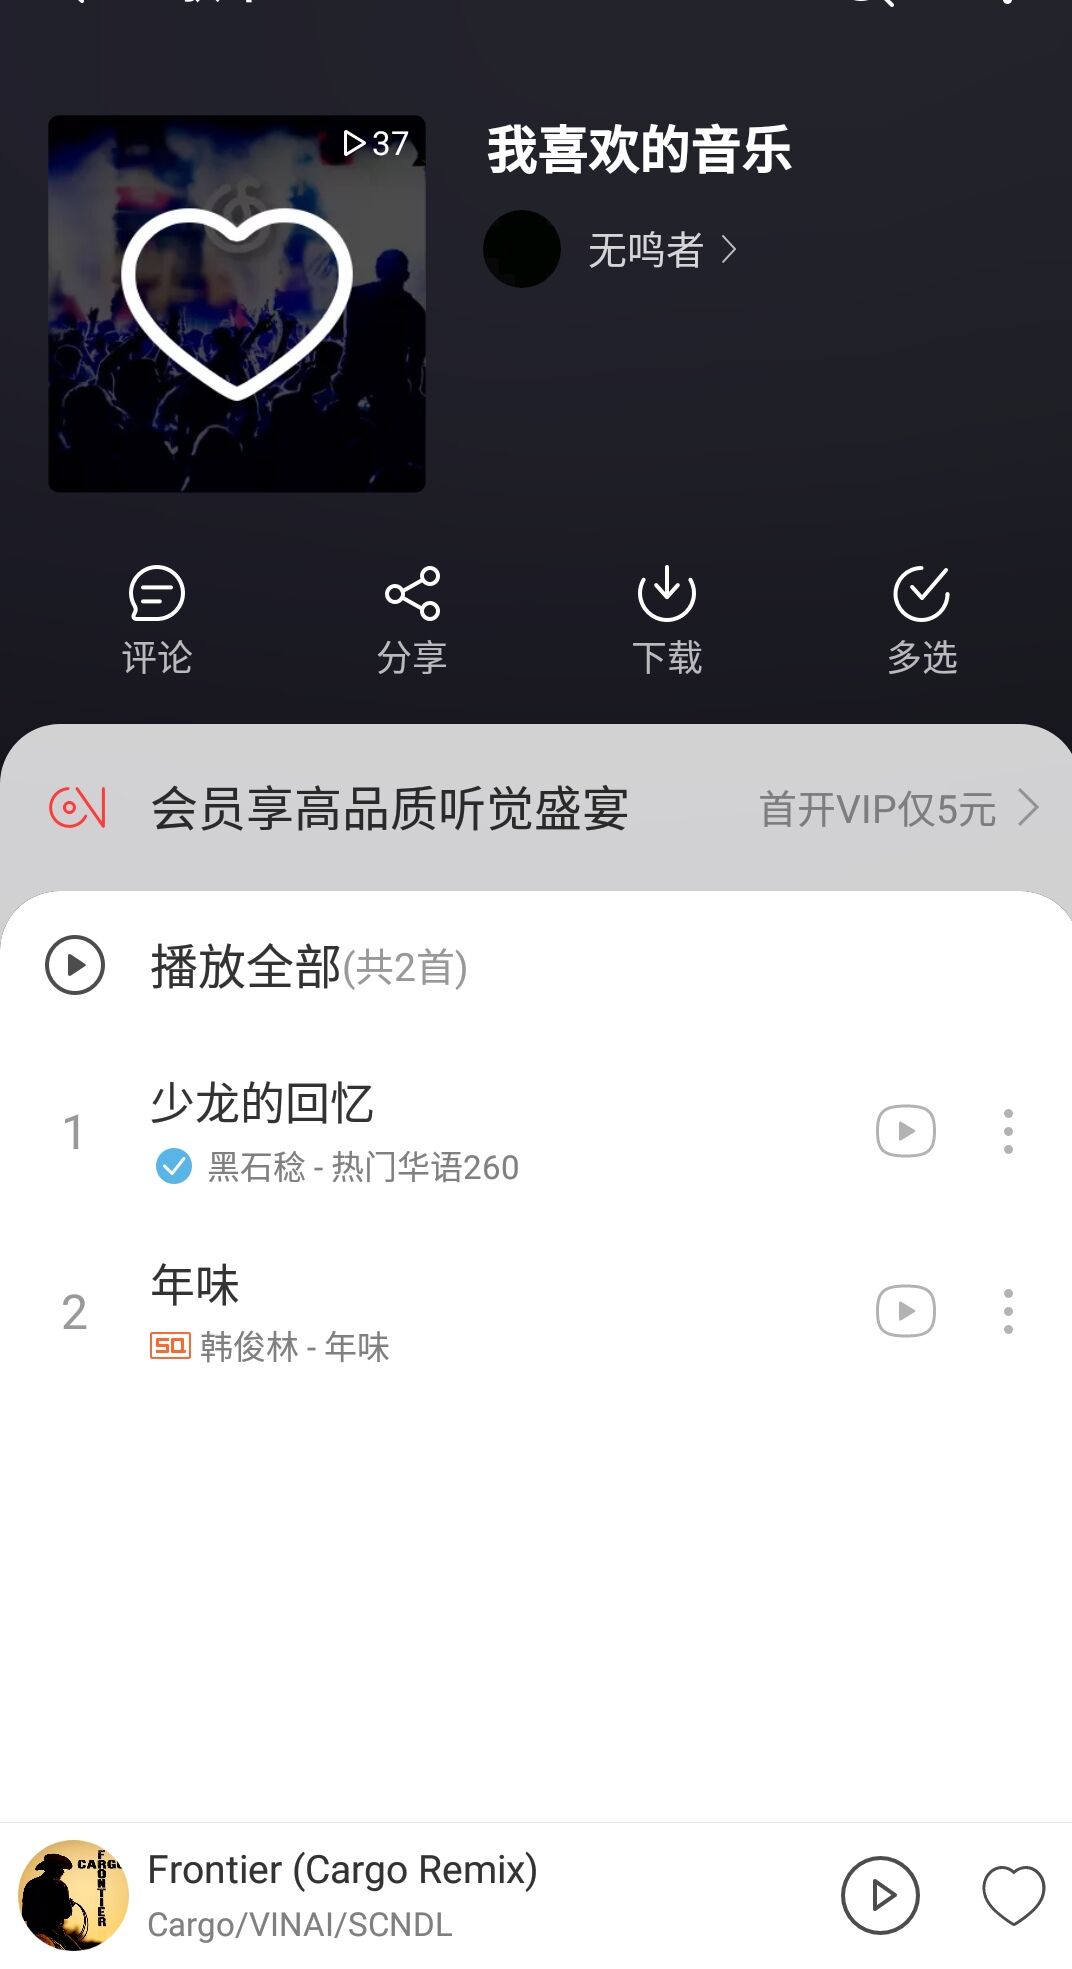 37
我喜欢的音乐
无鸣者
评论
分享
下载
多选
会员享高品质听觉盛宴
首开VIP仅5元
播放全部(共2首)
1
少龙的回忆
黑石稔 - 热门华语260
2
年味
SQ 韩俊林 - 年味
CARGO
FRONTIER
Frontier (Cargo Remix)
Cargo/VINAI/SCNDL